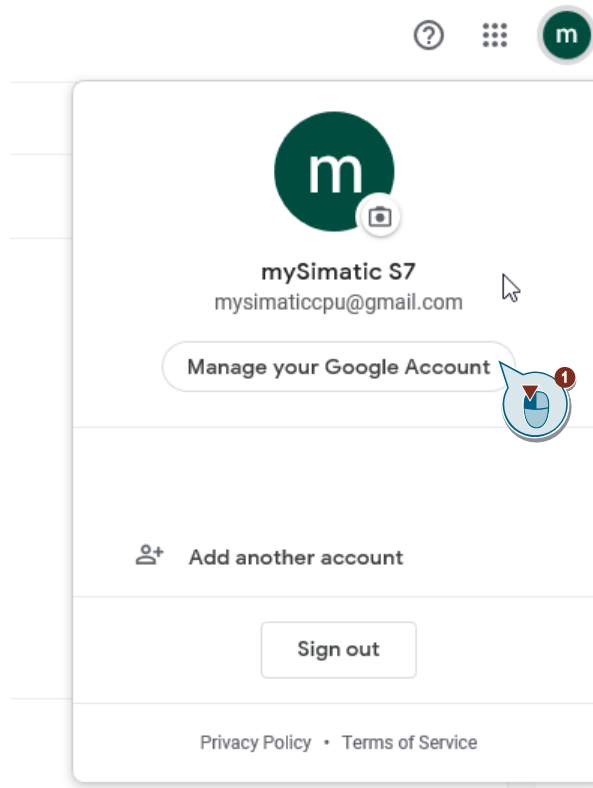 m
m
mySimatic S7
mysimaticcpu@gmail.com
Manage your Google Account
1
Add another account
Sign out
Privacy Policy • Terms of Service